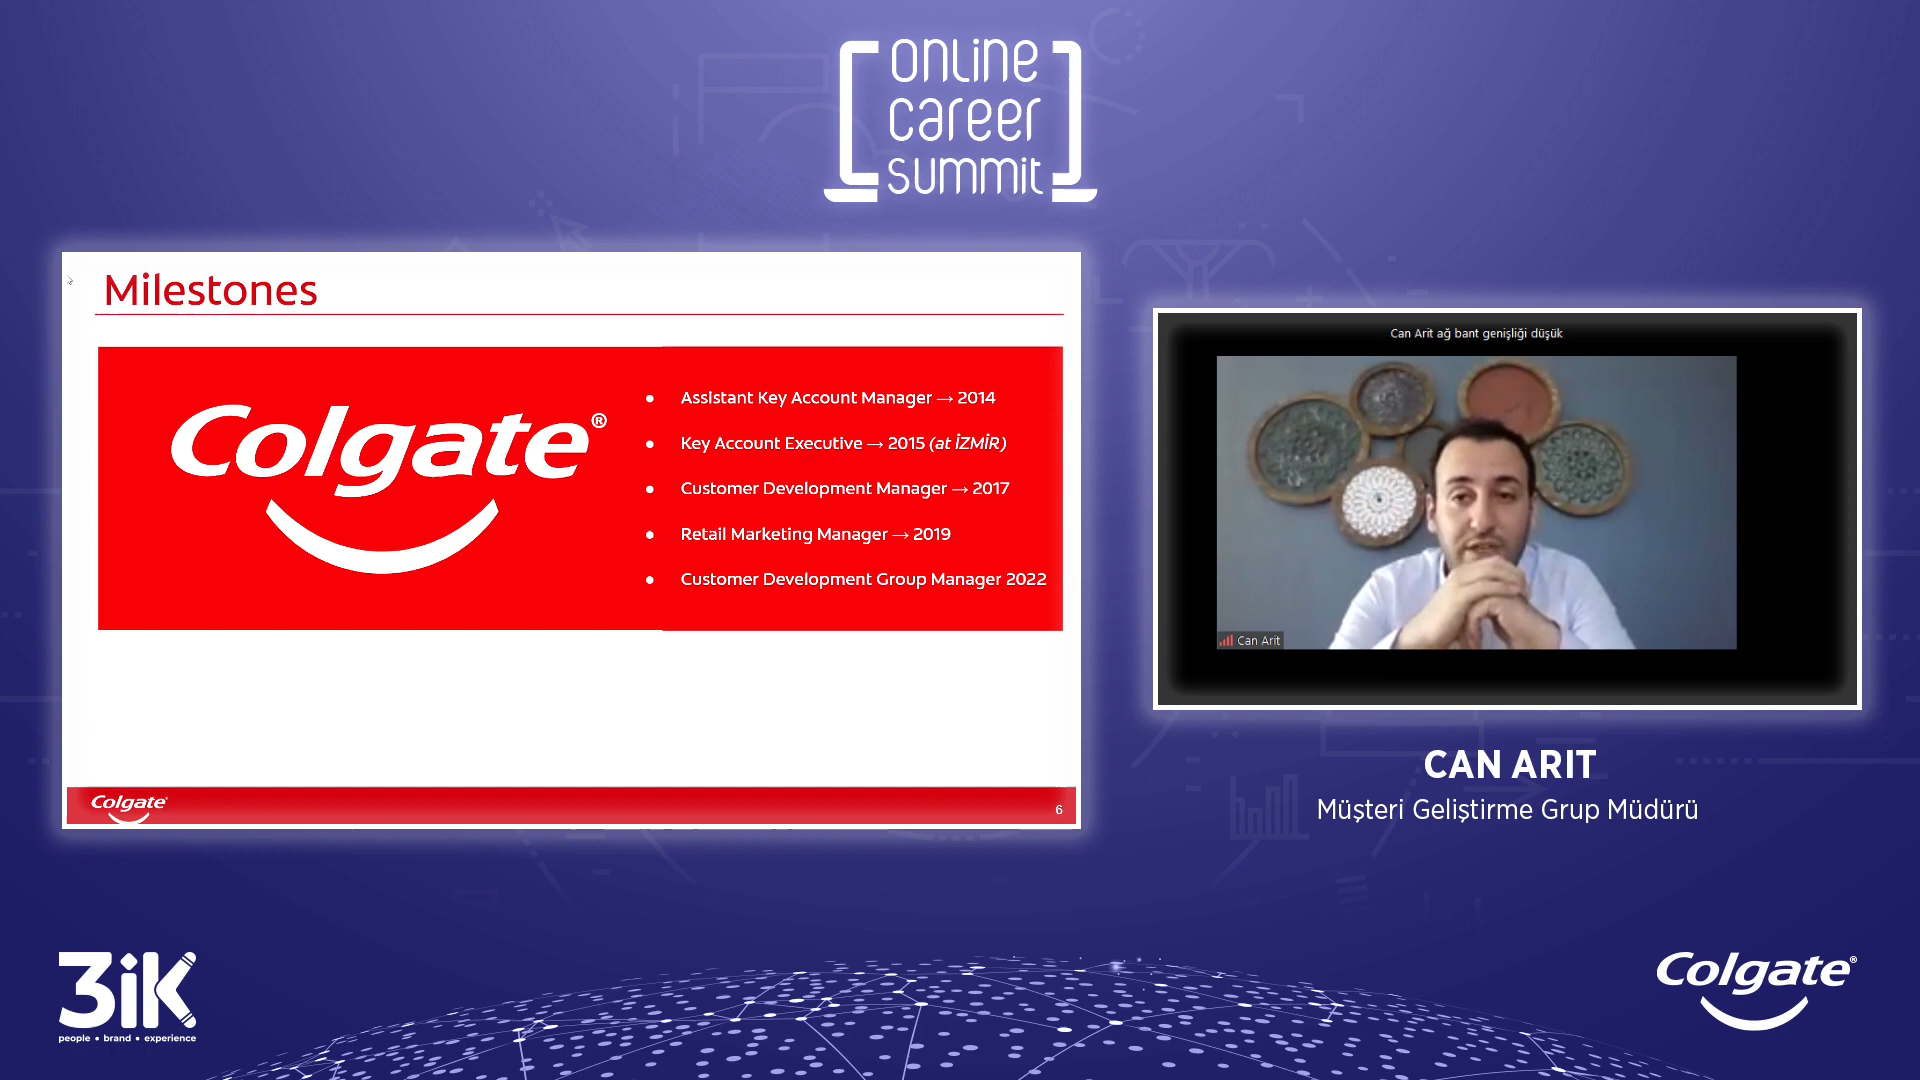 online
career
summit
Milestones
Colgate®
● Assistant Key Account Manager → 2014
● Key Account Executive → 2015 (at İZMİR)
● Customer Development Manager → 2017
● Retail Marketing Manager → 2019
● Customer Development Group Manager 2022
Colgate
6
Can Arit ağ bant genişliği düşük
Can Arit
CAN ARIT
Müşteri Geliştirme Grup Müdürü
3iK
people • brand • experience
Colgate®